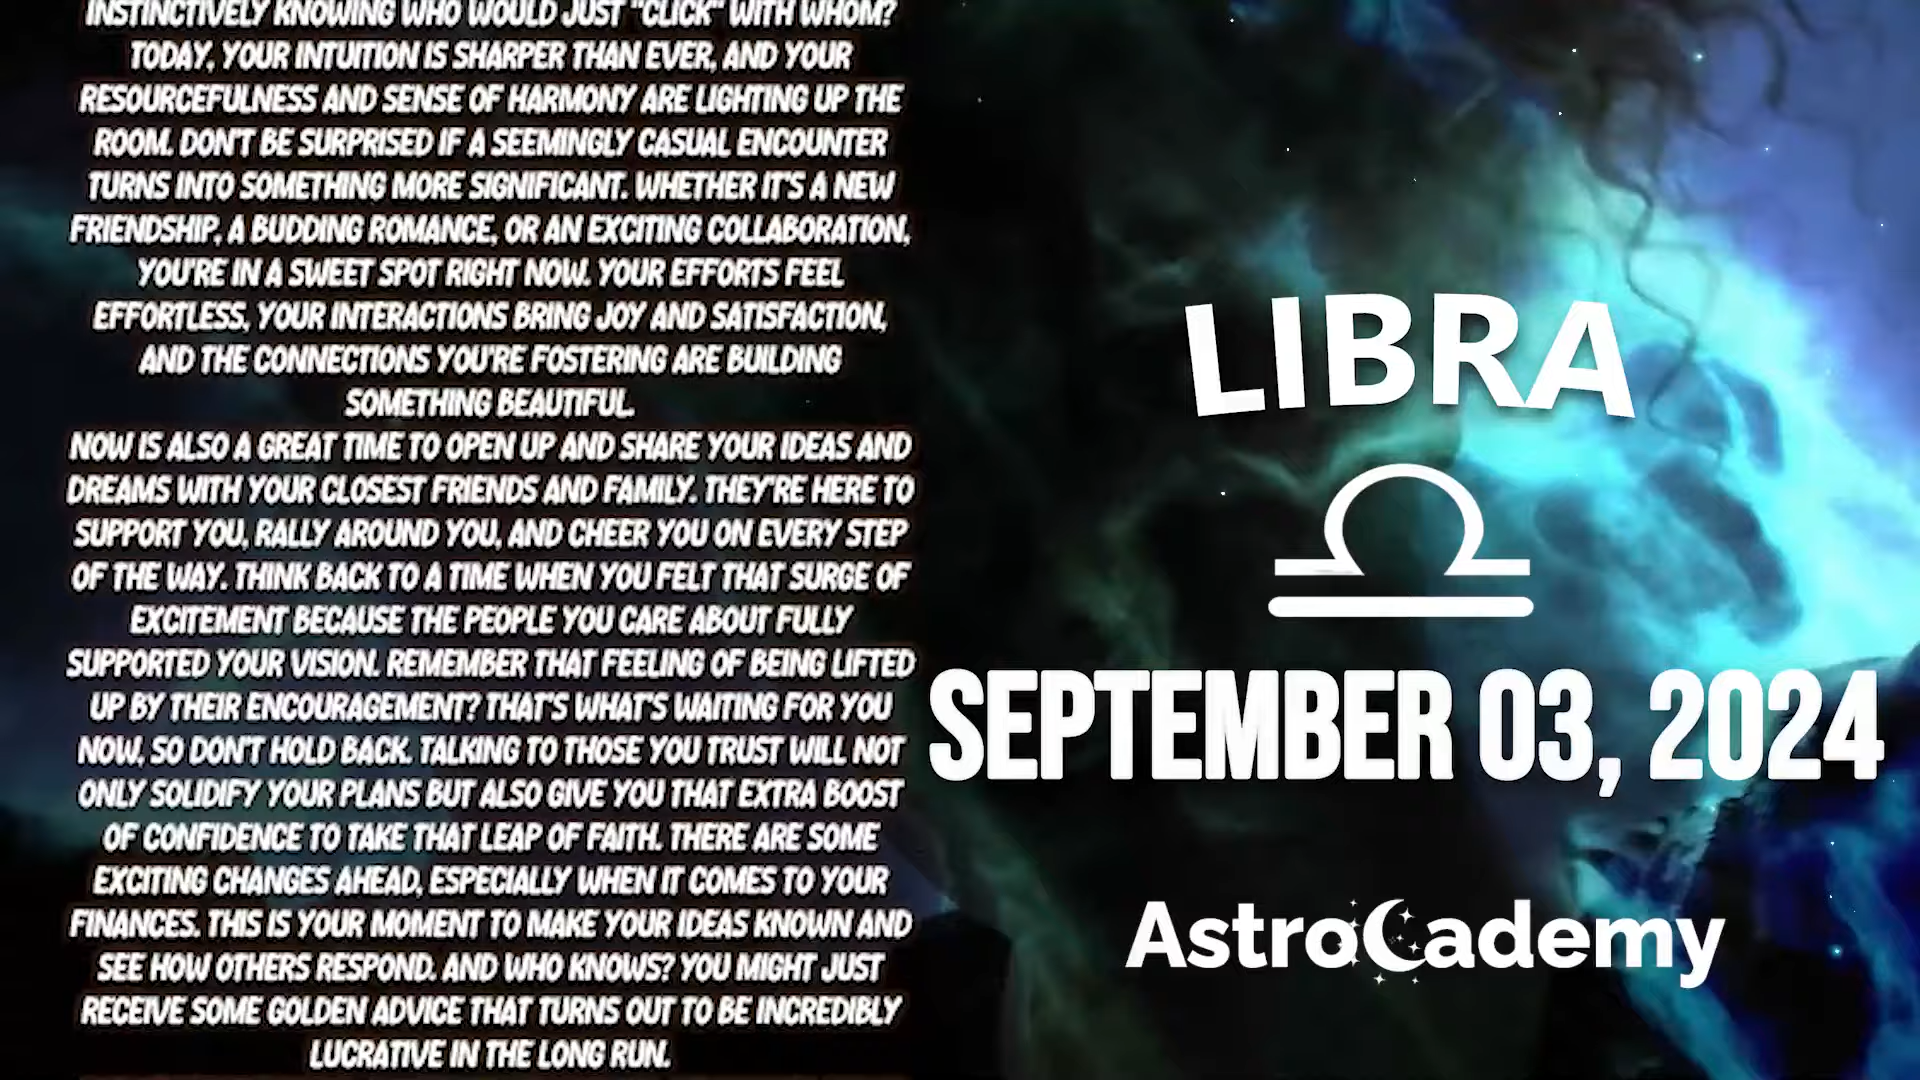 INSTINCTIVELY KNOWING WHO WOULD JUST "CLICK" WITH WHOM?
TODAY, YOUR INTUITION IS SHARPER THAN EVER, AND YOUR
RESOURCEFULNESS AND SENSE OF HARMONY ARE LIGHTING UP THE
ROOM. DON'T BE SURPRISED IF A SEEMINGLY CASUAL ENCOUNTER
TURNS INTO SOMETHING MORE SIGNIFICANT. WHETHER IT'S A NEW
FRIENDSHIP, A BUDDING ROMANCE, OR AN EXCITING COLLABORATION,
YOU'RE IN A SWEET SPOT RIGHT NOW. YOUR EFFORTS FEEL
EFFORTLESS, YOUR INTERACTIONS BRING JOY AND SATISFACTION,
AND THE CONNECTIONS YOU'RE FOSTERING ARE BUILDING
SOMETHING BEAUTIFUL.
NOW IS ALSO A GREAT TIME TO OPEN UP AND SHARE YOUR IDEAS AND
DREAMS WITH YOUR CLOSEST FRIENDS AND FAMILY. THEY'RE HERE TO
SUPPORT YOU, RALLY AROUND YOU, AND CHEER YOU ON EVERY STEP
OF THE WAY. THINK BACK TO A TIME WHEN YOU FELT THAT SURGE OF
EXCITEMENT BECAUSE THE PEOPLE YOU CARE ABOUT FULLY
SUPPORTED YOUR VISION. REMEMBER THAT FEELING OF BEING LIFTED
UP BY THEIR ENCOURAGEMENT? THAT'S WHAT'S WAITING FOR YOU
NOW, SO DON'T HOLD BACK. TALKING TO THOSE YOU TRUST WILL NOT
ONLY SOLIDIFY YOUR PLANS BUT ALSO GIVE YOU THAT EXTRA BOOST
OF CONFIDENCE TO TAKE THAT LEAP OF FAITH. THERE ARE SOME
EXCITING CHANGES AHEAD, ESPECIALLY WHEN IT COMES TO YOUR
FINANCES. THIS IS YOUR MOMENT TO MAKE YOUR IDEAS KNOWN AND
SEE HOW OTHERS RESPOND. AND WHO KNOWS? YOU MIGHT JUST
RECEIVE SOME GOLDEN ADVICE THAT TURNS OUT TO BE INCREDIBLY
LUCRATIVE IN THE LONG RUN.
LIBRA
SEPTEMBER 03, 2024
AstroCademy